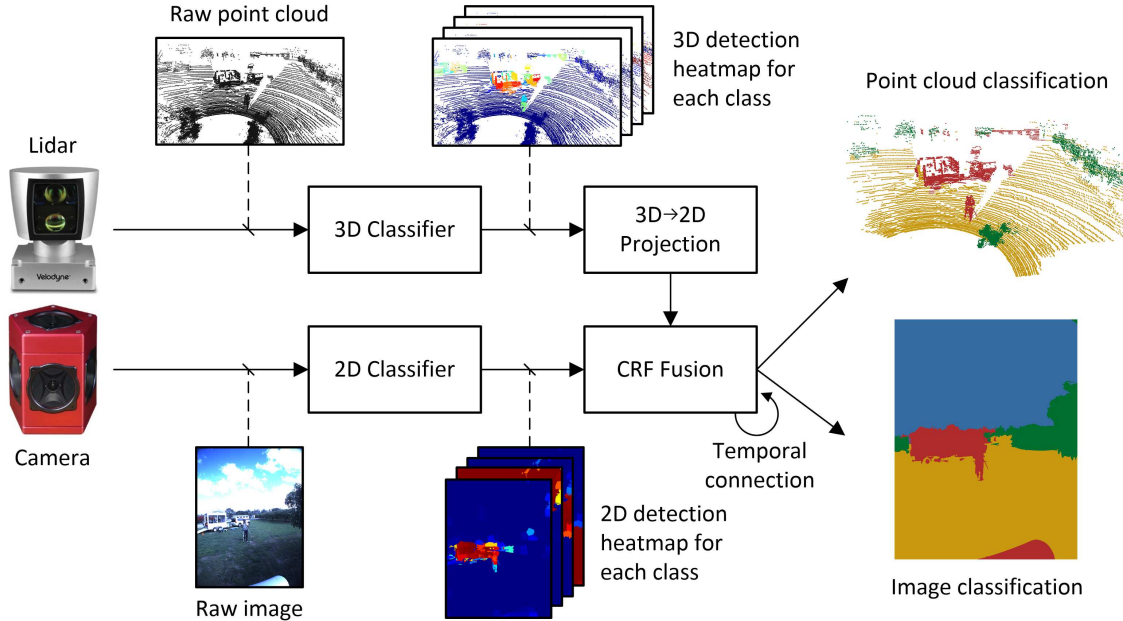 Raw point cloud
3D detection
heatmap for
each class
Point cloud classification
Lidar
Velodyne
3D Classifier
3D→2D
Projection
2D Classifier
CRF Fusion
Camera
Temporal
connection
2D detection
heatmap for
each class
Raw image
Image classification